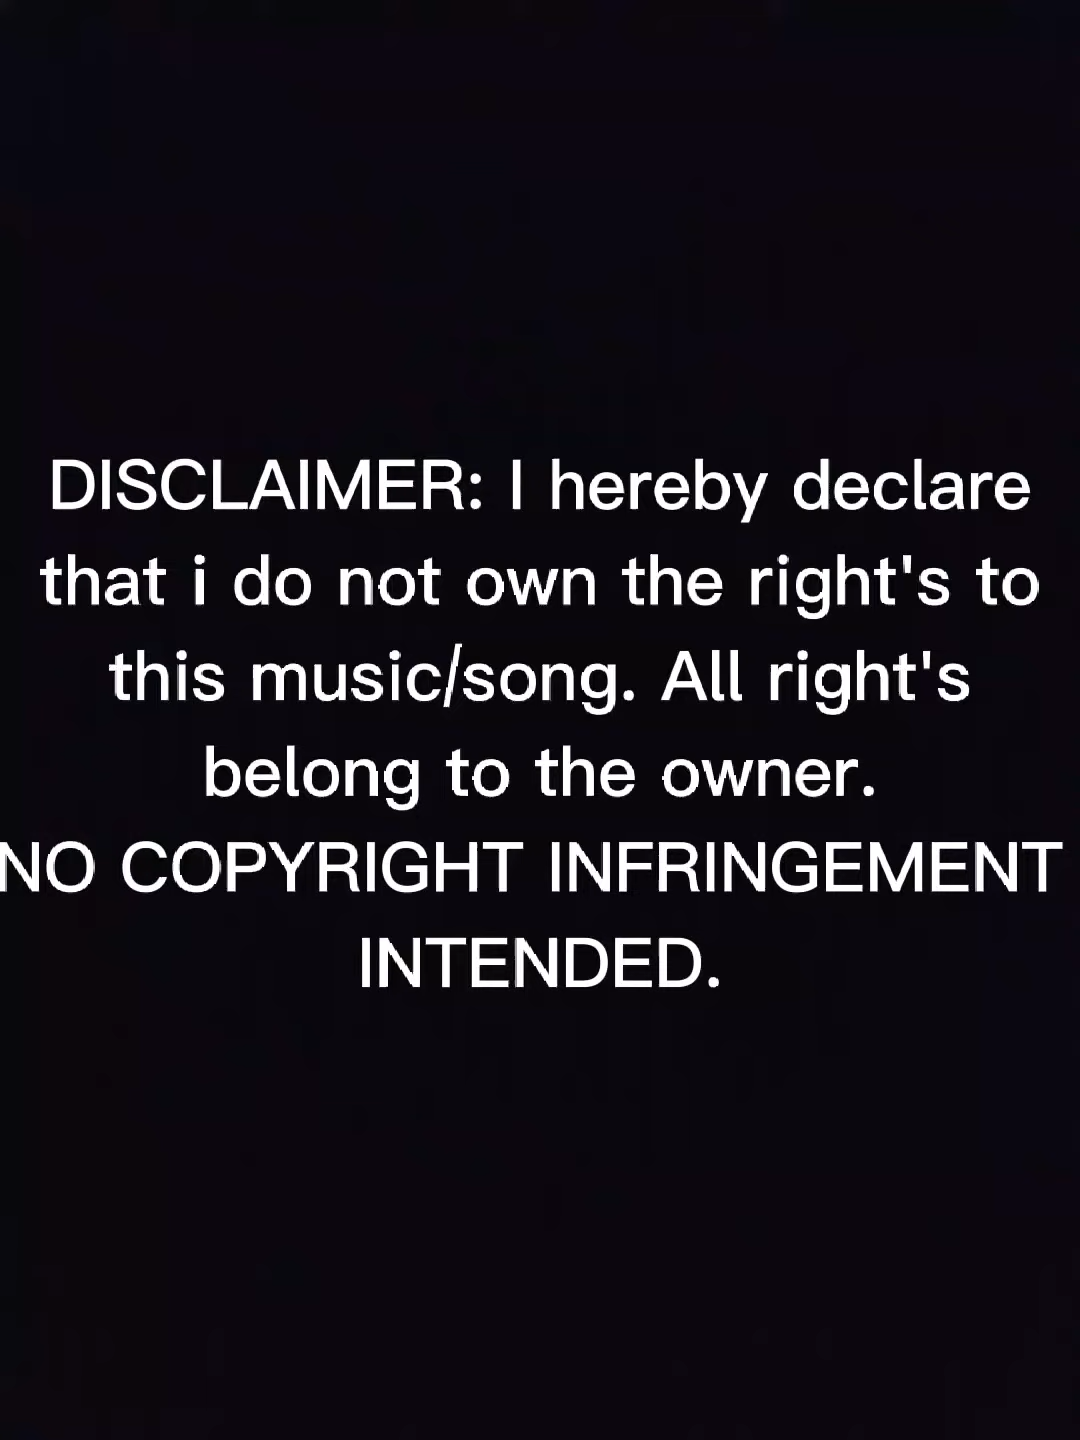 DISCLAIMER: I hereby declare
that i do not own the right's to
this music/song. All right's
belong to the owner.
NO COPYRIGHT INFRINGEMENT
INTENDED.